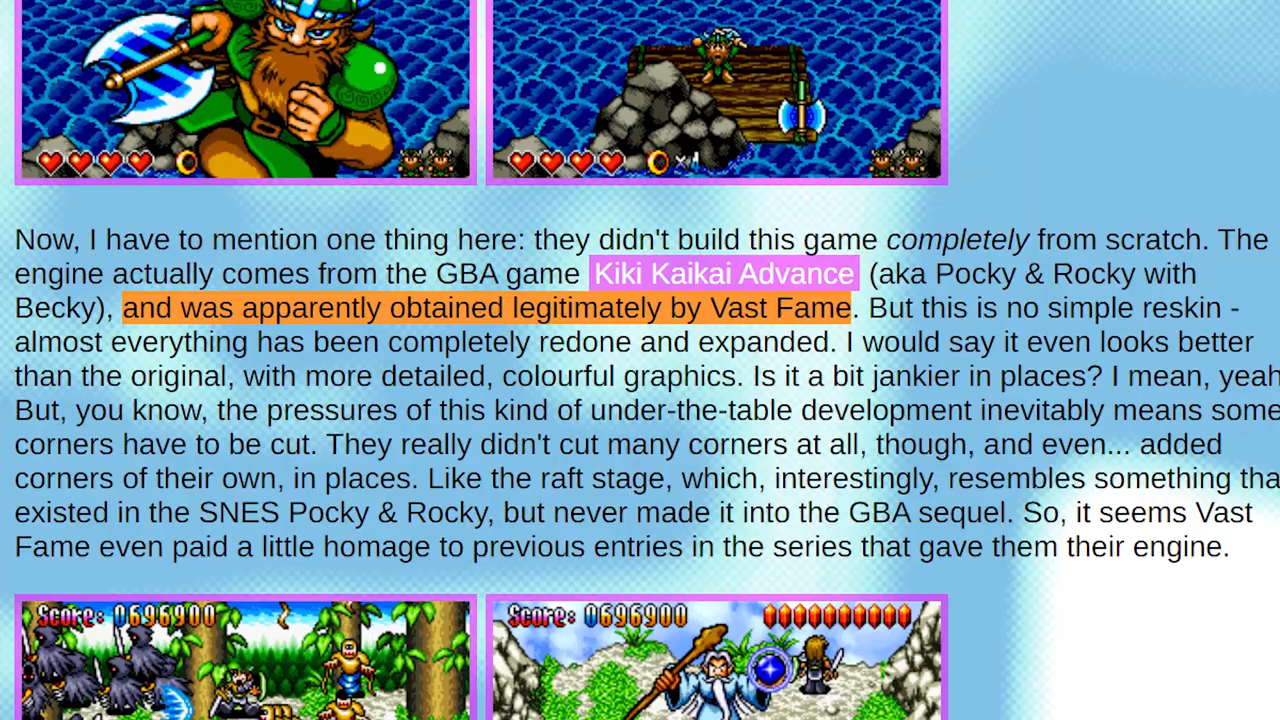 x1
Now, I have to mention one thing here: they didn't build this game completely from scratch. The
engine actually comes from the GBA game Kiki Kaikai Advance (aka Pocky & Rocky with
Becky), and was apparently obtained legitimately by Vast Fame. But this is no simple reskin -
almost everything has been completely redone and expanded. I would say it even looks better
than the original, with more detailed, colourful graphics. Is it a bit jankier in places? I mean, yeah
But, you know, the pressures of this kind of under-the-table development inevitably means some
corners have to be cut. They really didn't cut many corners at all, though, and even... added
corners of their own, in places. Like the raft stage, which, interestingly, resembles something tha
existed in the SNES Pocky & Rocky, but never made it into the GBA sequel. So, it seems Vast
Fame even paid a little homage to previous entries in the series that gave them their engine.
Score: 0696900 Score: 0696900